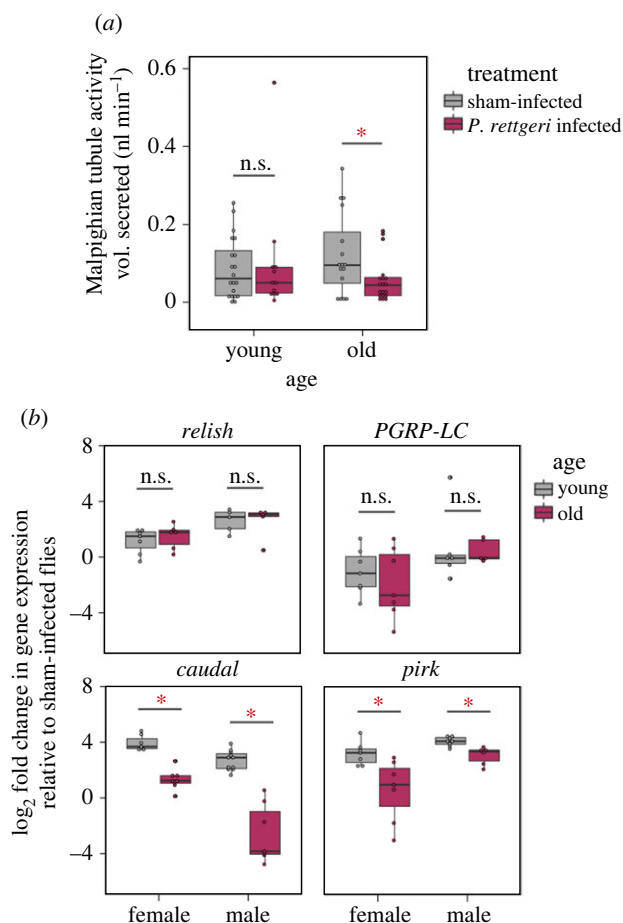 (a)
Malpighian tubule activity
vol. secreted (nl min⁻¹)
0.6
0.4
0.2
0
n.s.
*
young
old
age
treatment
sham-infected
P. rettgeri infected
(b)
log₂ fold change in gene expression
relative to sham-infected flies
relish
PGRP-LC
age
young
old
8
4
0
−4
n.s.
n.s.
n.s.
n.s.
caudal
pirk
8
4
0
−4
*
*
*
*
female
male
female
male